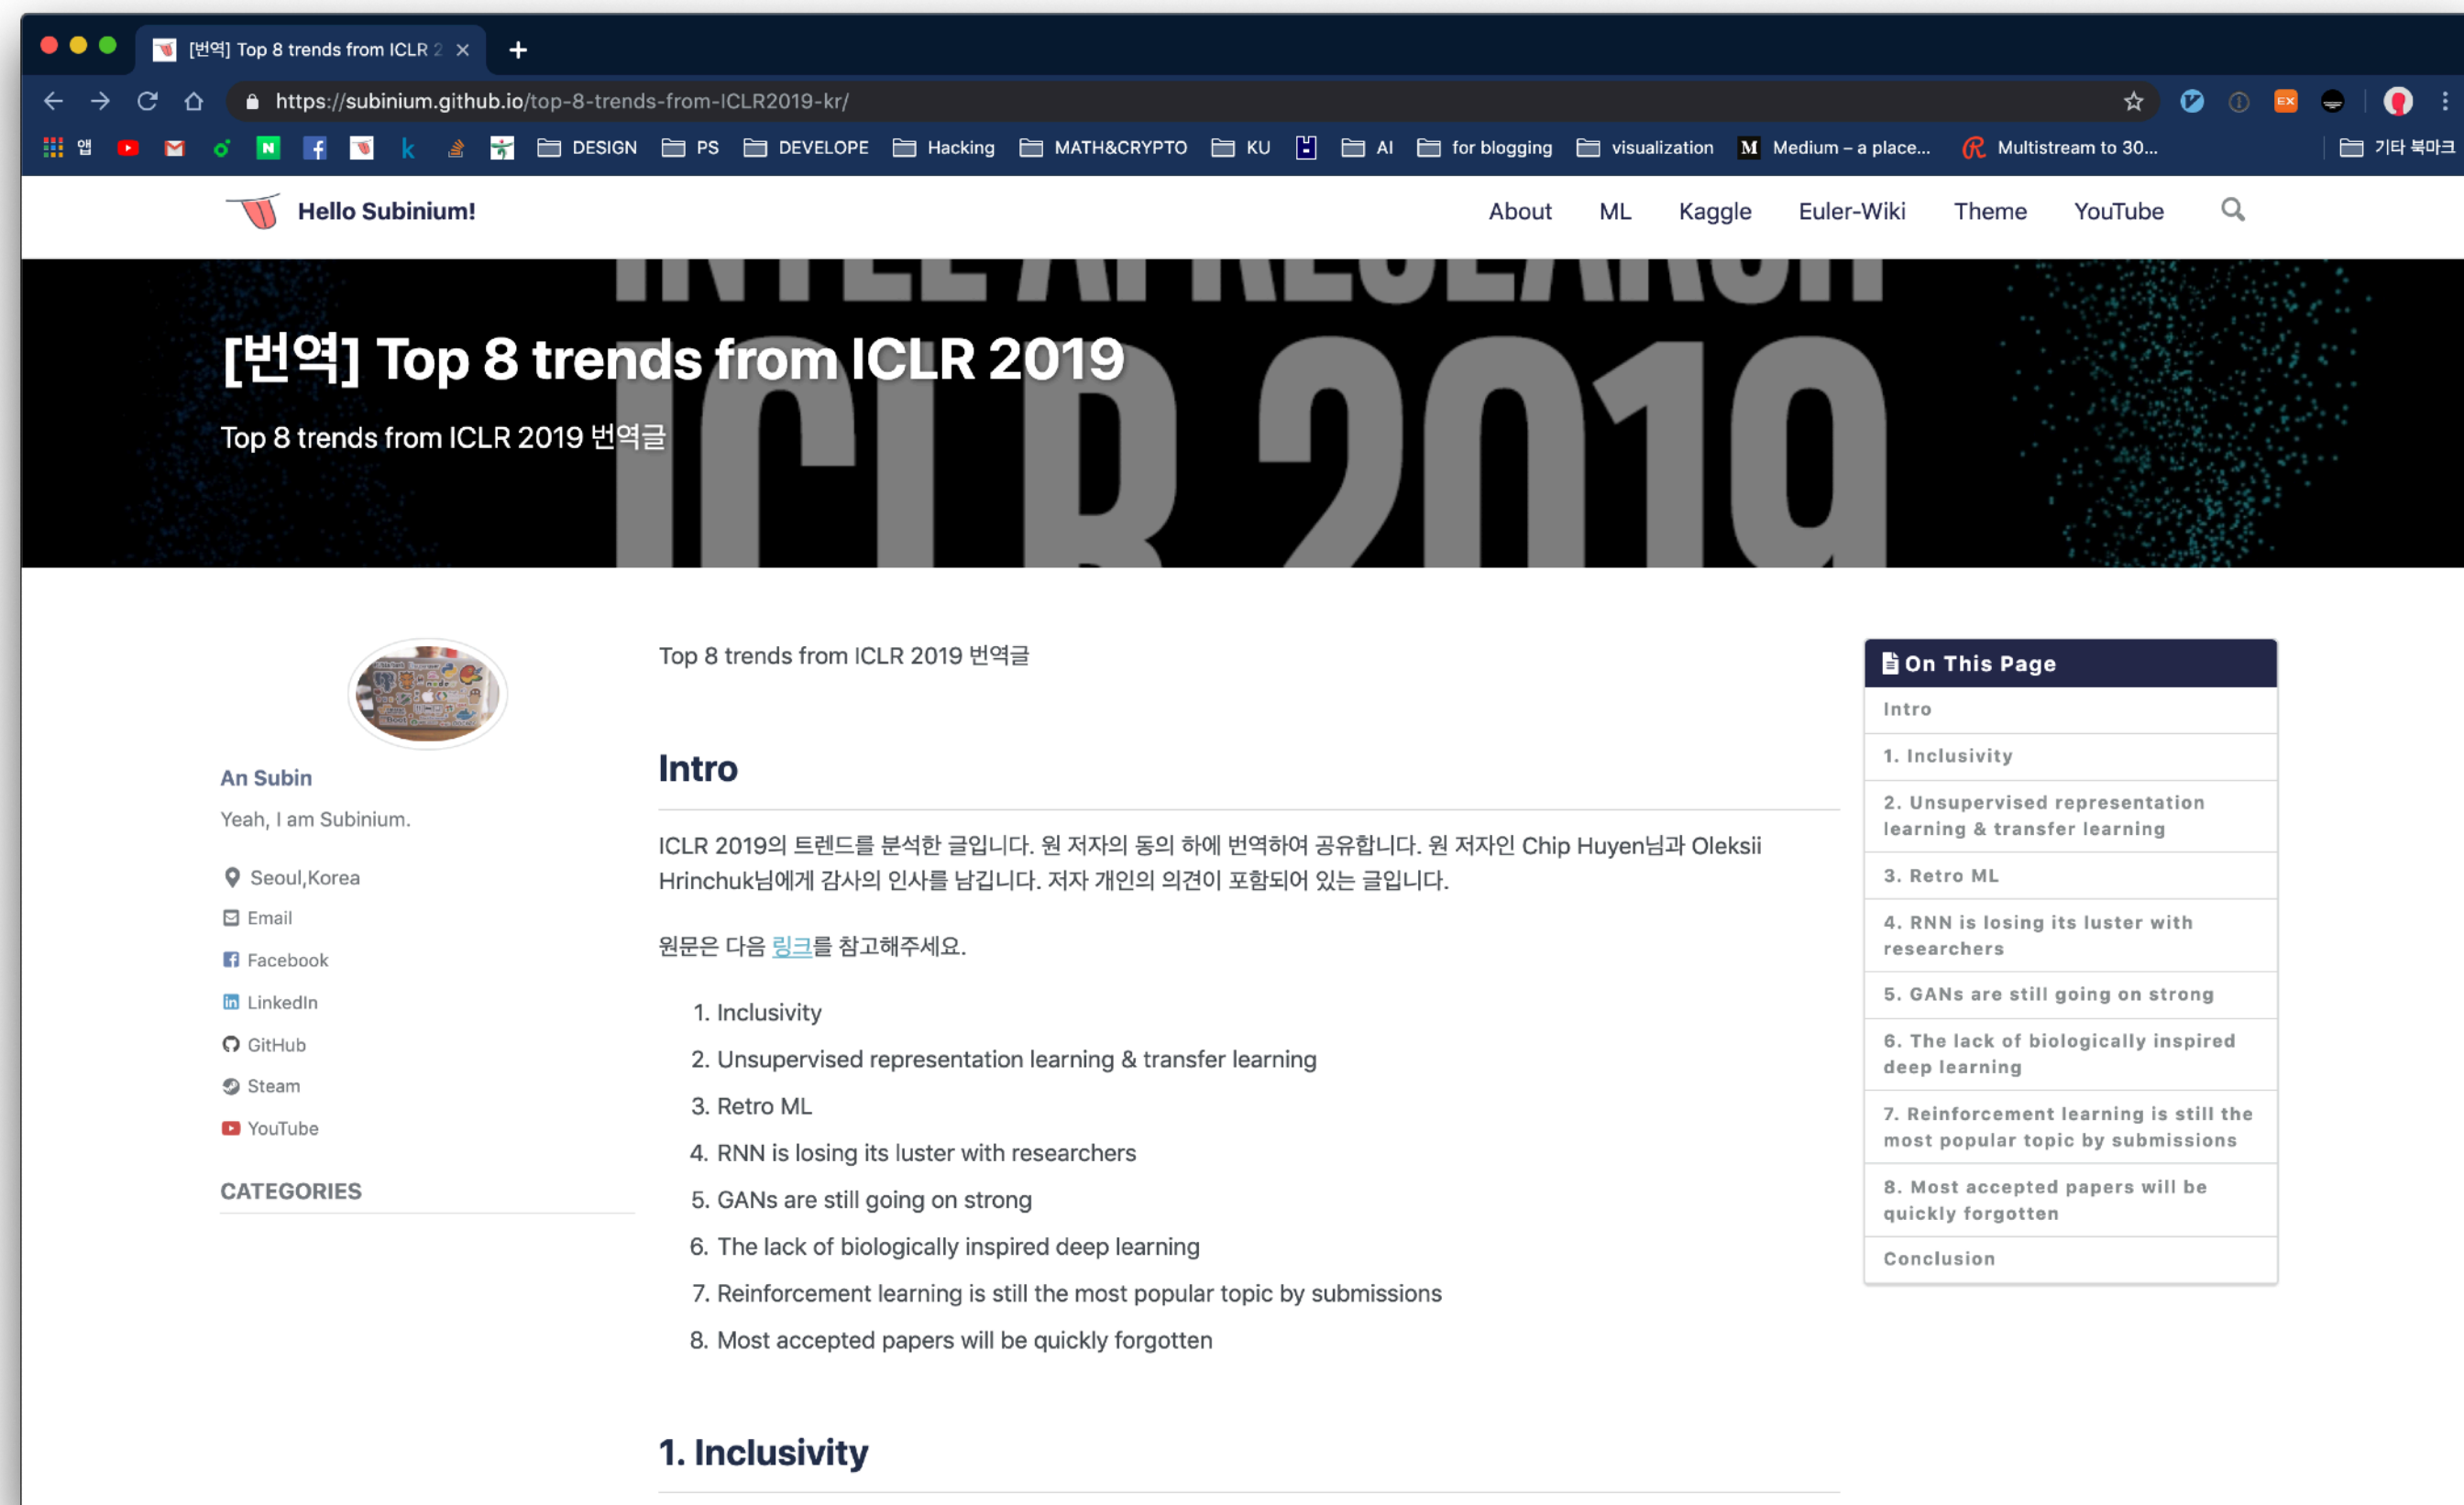 [번역] Top 8 trends from ICLR 2
https://subinium.github.io/top-8-trends-from-ICLR2019-kr/
앱 DESIGN PS DEVELOPE Hacking MATH&CRYPTO KU AI for blogging visualization Medium – a place... Multistream to 30... 기타 북마크
Hello Subinium!
About ML Kaggle Euler-Wiki Theme YouTube
INTEL AI RESEARCH
ICLR 2019
[번역] Top 8 trends from ICLR 2019
Top 8 trends from ICLR 2019 번역글
An Subin
Yeah, I am Subinium.
Seoul,Korea
Email
Facebook
LinkedIn
GitHub
Steam
YouTube
CATEGORIES
Top 8 trends from ICLR 2019 번역글
Intro
ICLR 2019의 트렌드를 분석한 글입니다. 원 저자의 동의 하에 번역하여 공유합니다. 원 저자인 Chip Huyen님과 Oleksii
Hrinchuk님에게 감사의 인사를 남깁니다. 저자 개인의 의견이 포함되어 있는 글입니다.
원문은 다음 링크를 참고해주세요.
1. Inclusivity
2. Unsupervised representation learning & transfer learning
3. Retro ML
4. RNN is losing its luster with researchers
5. GANs are still going on strong
6. The lack of biologically inspired deep learning
7. Reinforcement learning is still the most popular topic by submissions
8. Most accepted papers will be quickly forgotten
1. Inclusivity
On This Page
Intro
1. Inclusivity
2. Unsupervised representation
learning & transfer learning
3. Retro ML
4. RNN is losing its luster with
researchers
5. GANs are still going on strong
6. The lack of biologically inspired
deep learning
7. Reinforcement learning is still the
most popular topic by submissions
8. Most accepted papers will be
quickly forgotten
Conclusion